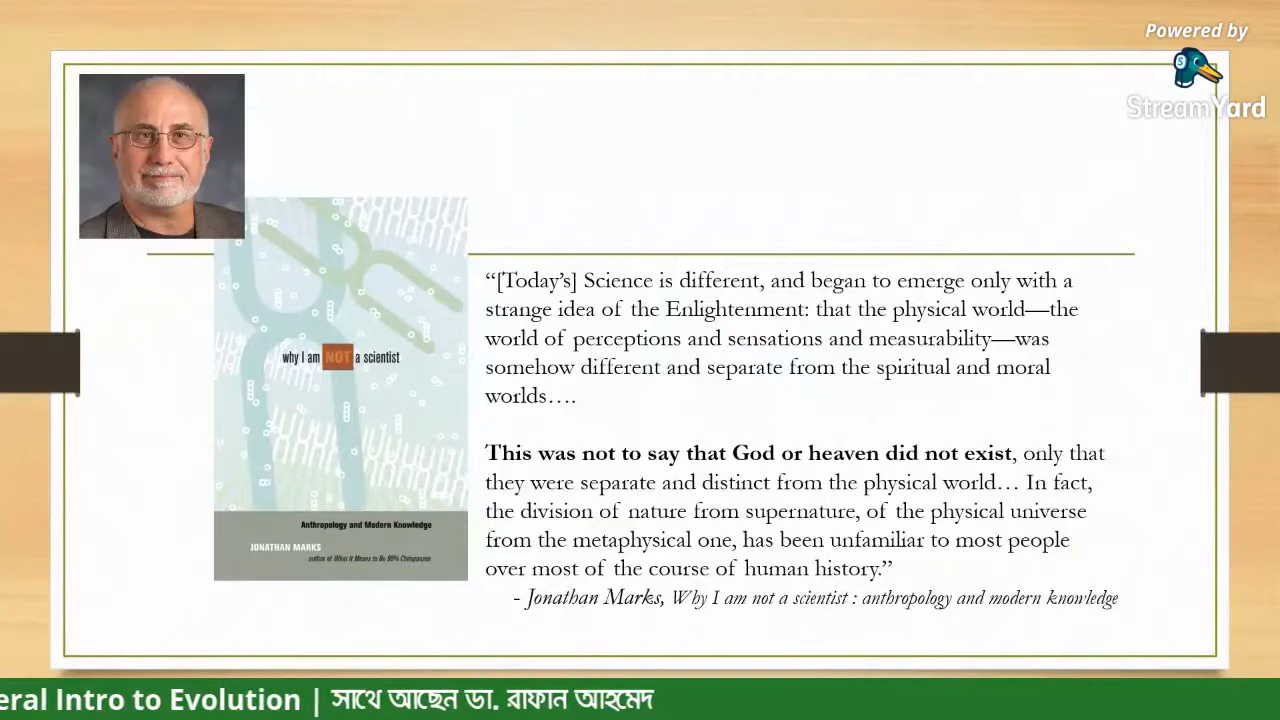 Powered by
StreamYard
why I am NOT a scientist
Anthropology and Modern Knowledge
JONATHAN MARKS
author of What It Means to Be 98% Chimpanzee
“[Today’s] Science is different, and began to emerge only with a
strange idea of the Enlightenment: that the physical world—the
world of perceptions and sensations and measurability—was
somehow different and separate from the spiritual and moral
worlds….
This was not to say that God or heaven did not exist, only that
they were separate and distinct from the physical world… In fact,
the division of nature from supernature, of the physical universe
from the metaphysical one, has been unfamiliar to most people
over most of the course of human history.”
- Jonathan Marks, Why I am not a scientist : anthropology and modern knowledge
eral Intro to Evolution | সাথে আছেন ডা. রাফান আহমেদ